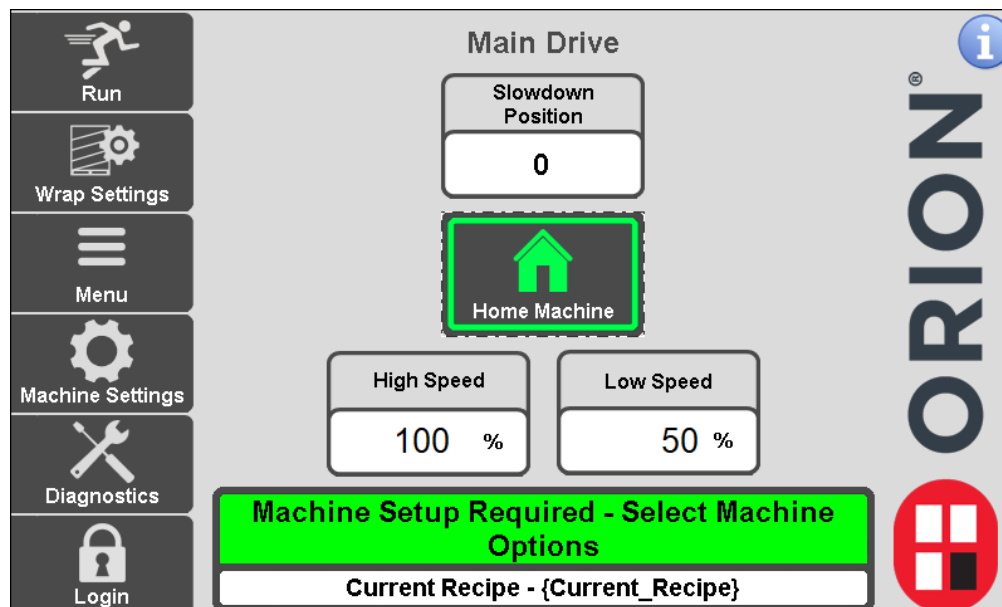 Main Drive
Run
Slowdown
Position
0
Wrap Settings
Menu
Home Machine
Machine Settings
High Speed
100 %
Low Speed
50 %
Diagnostics
Machine Setup Required - Select Machine
Options
Current Recipe - {Current_Recipe}
Login
i
ORION®